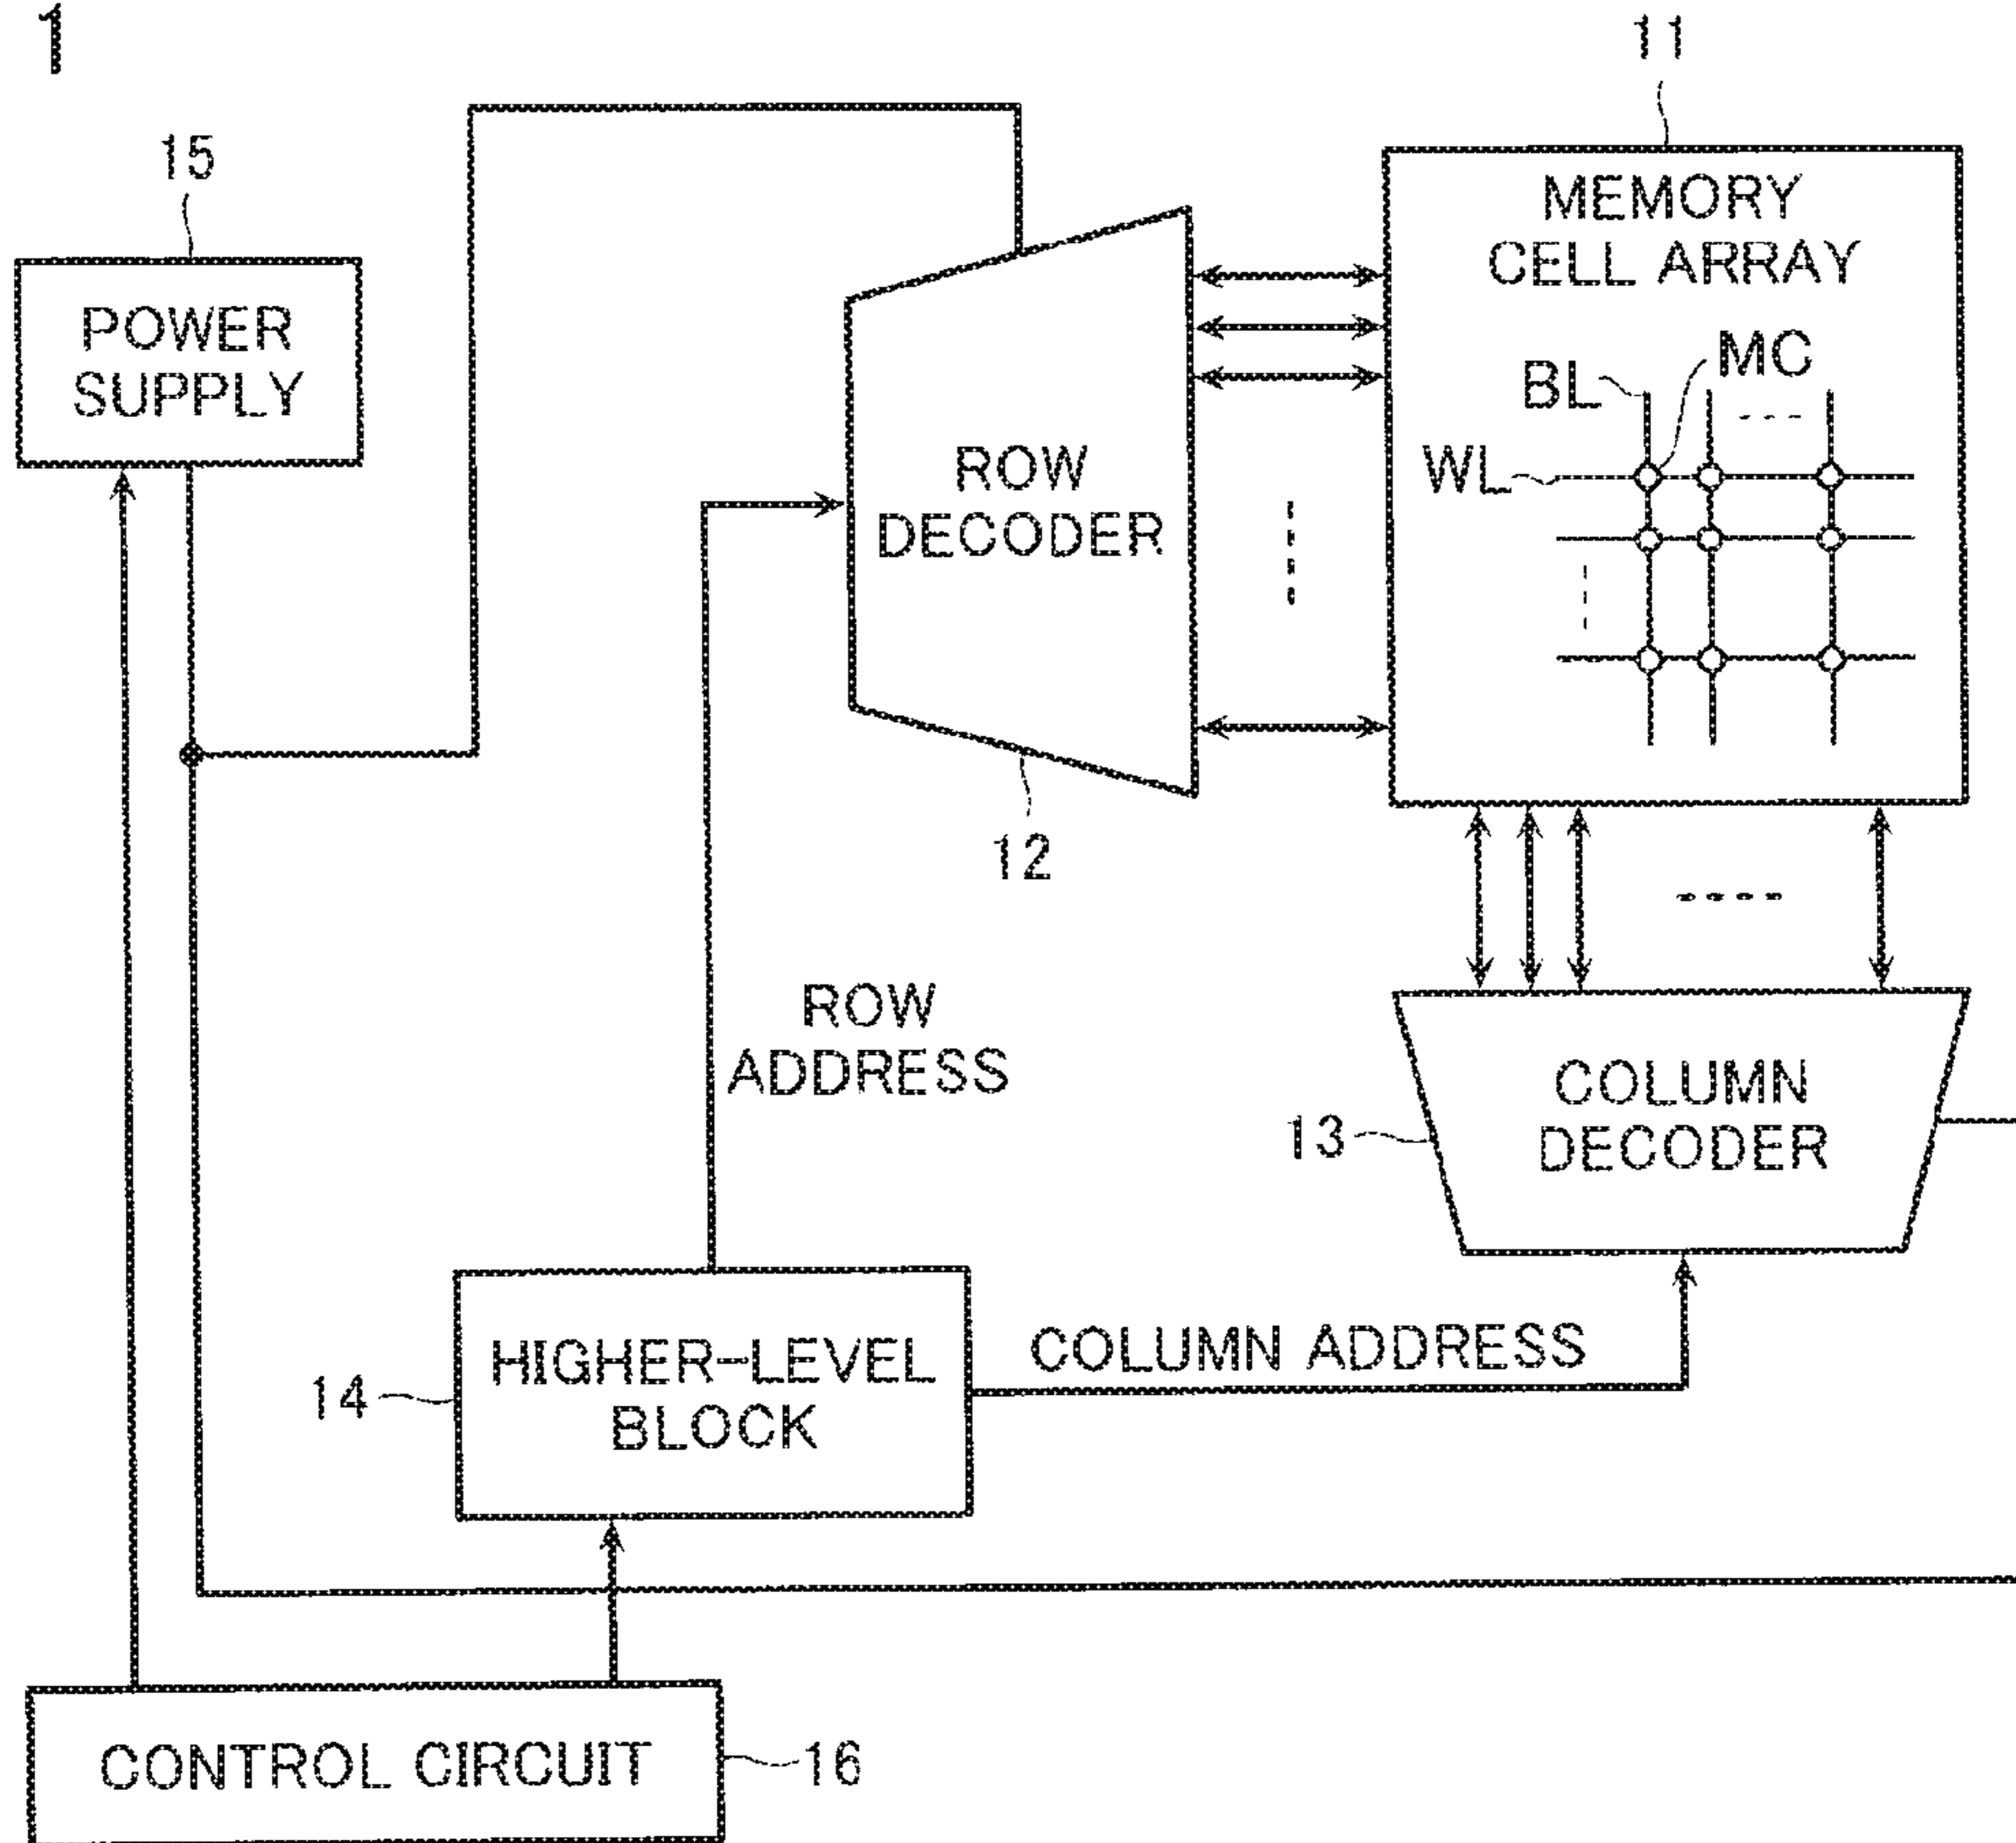 1
11
15
MEMORY
CELL ARRAY
POWER
SUPPLY
MC
BL
WL
ROW
DECODER
12
ROW
ADDRESS
COLUMN
DECODER
13
COLUMN ADDRESS
HIGHER-LEVEL
BLOCK
14
CONTROL CIRCUIT
16